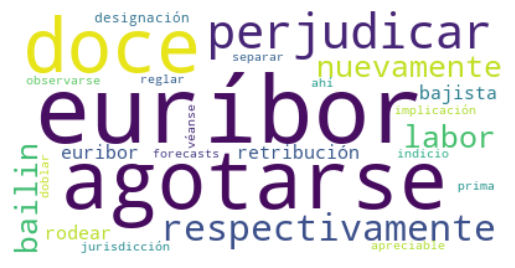 designación
doce
perjudicar
separar
nuevamente
observarse
reglar
ahi
bajista
euríbor
implicación
véanse
labor
bailin
euribor
forecasts
retribución
indicio
doblar
agotarse
prima
respectivamente
rodear
jurisdicción
apreciable